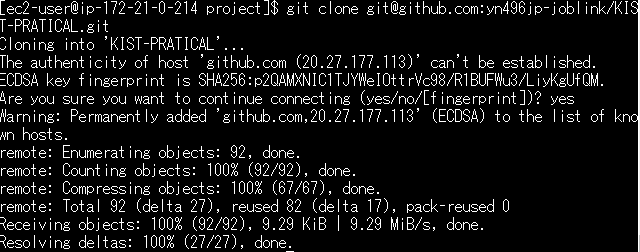 [ec2-user@ip-172-21-0-214 project]$ git clone git@github.com:yn496jp-joblink/KIS
T-PRATICAL.git
Cloning into 'KIST-PRATICAL'...
The authenticity of host 'github.com (20.27.177.113)' can't be established.
ECDSA key fingerprint is SHA256:p2QAMXNIC1TJYWeIOttrVc98/R1BUFWu3/LiyKgUfQM.
Are you sure you want to continue connecting (yes/no/[fingerprint])? yes
Warning: Permanently added 'github.com,20.27.177.113' (ECDSA) to the list of kno
wn hosts.
remote: Enumerating objects: 92, done.
remote: Counting objects: 100% (92/92), done.
remote: Compressing objects: 100% (67/67), done.
remote: Total 92 (delta 27), reused 82 (delta 17), pack-reused 0
Receiving objects: 100% (92/92), 9.29 KiB | 9.29 MiB/s, done.
Resolving deltas: 100% (27/27), done.